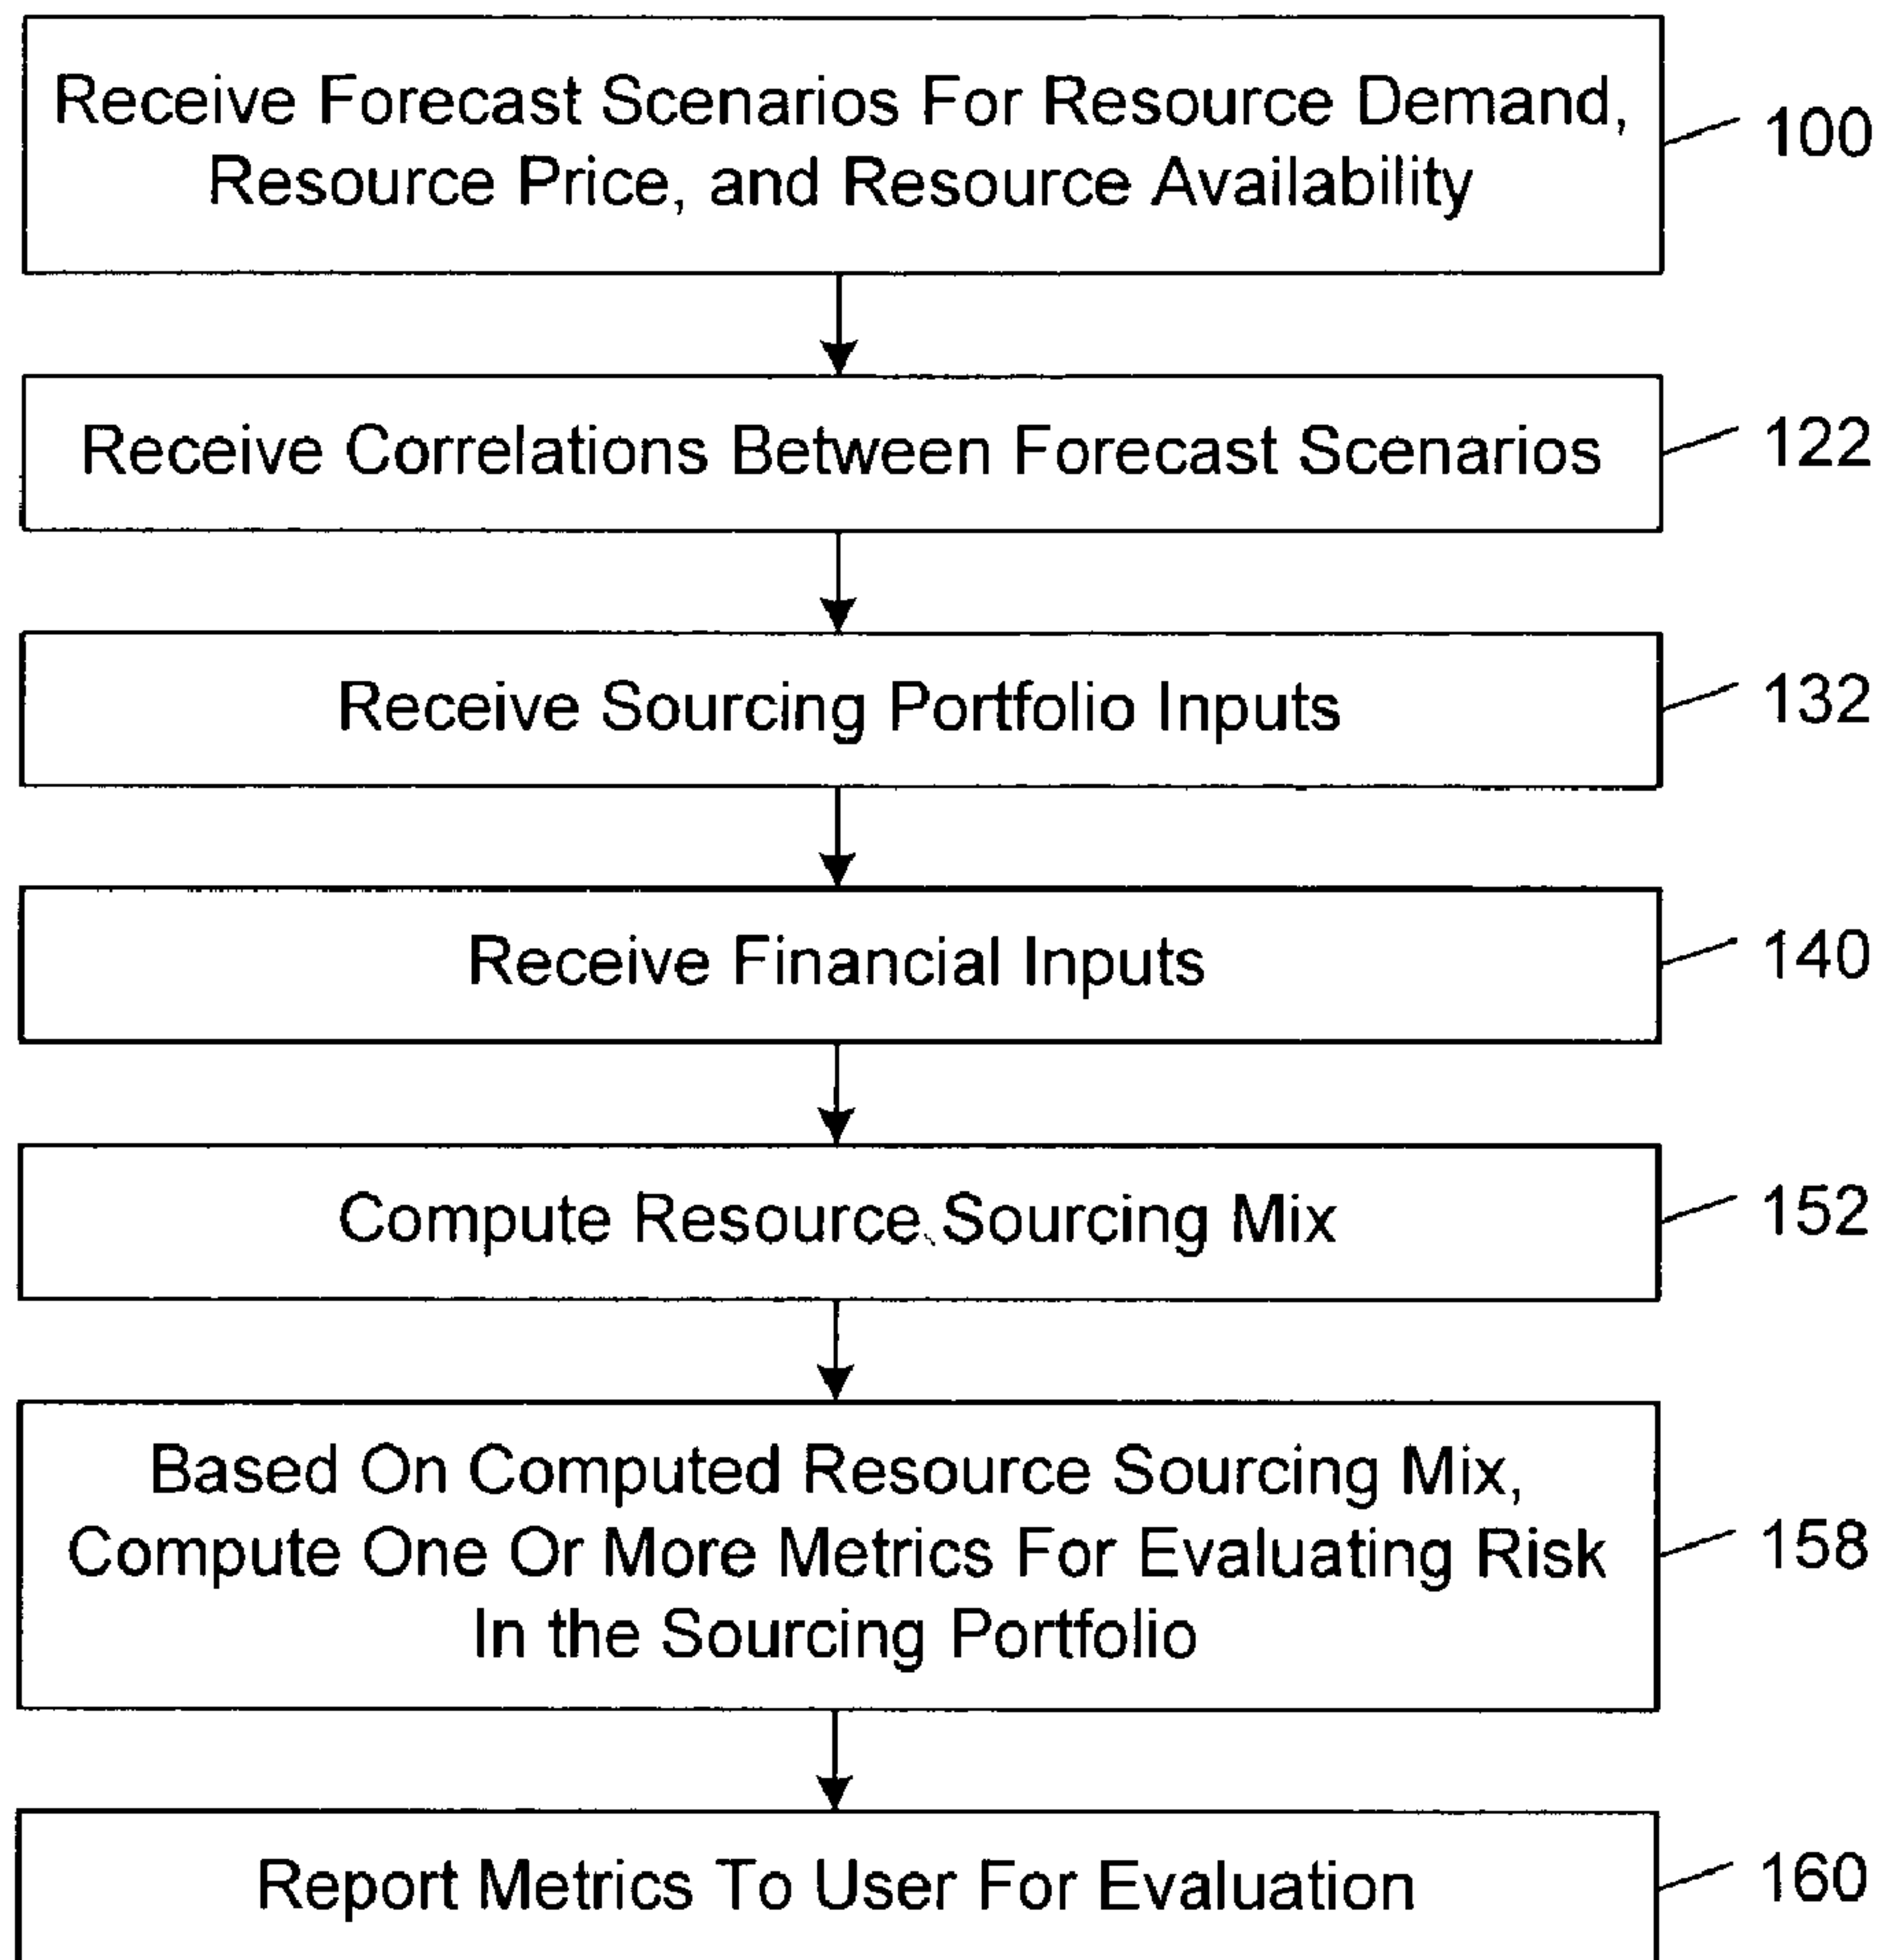 Receive Forecast Scenarios For Resource Demand,
Resource Price, and Resource Availability
100
Receive Correlations Between Forecast Scenarios
122
Receive Sourcing Portfolio Inputs
132
Receive Financial Inputs
140
Compute Resource Sourcing Mix
152
Based On Computed Resource Sourcing Mix,
Compute One Or More Metrics For Evaluating Risk
In the Sourcing Portfolio
158
Report Metrics To User For Evaluation
160